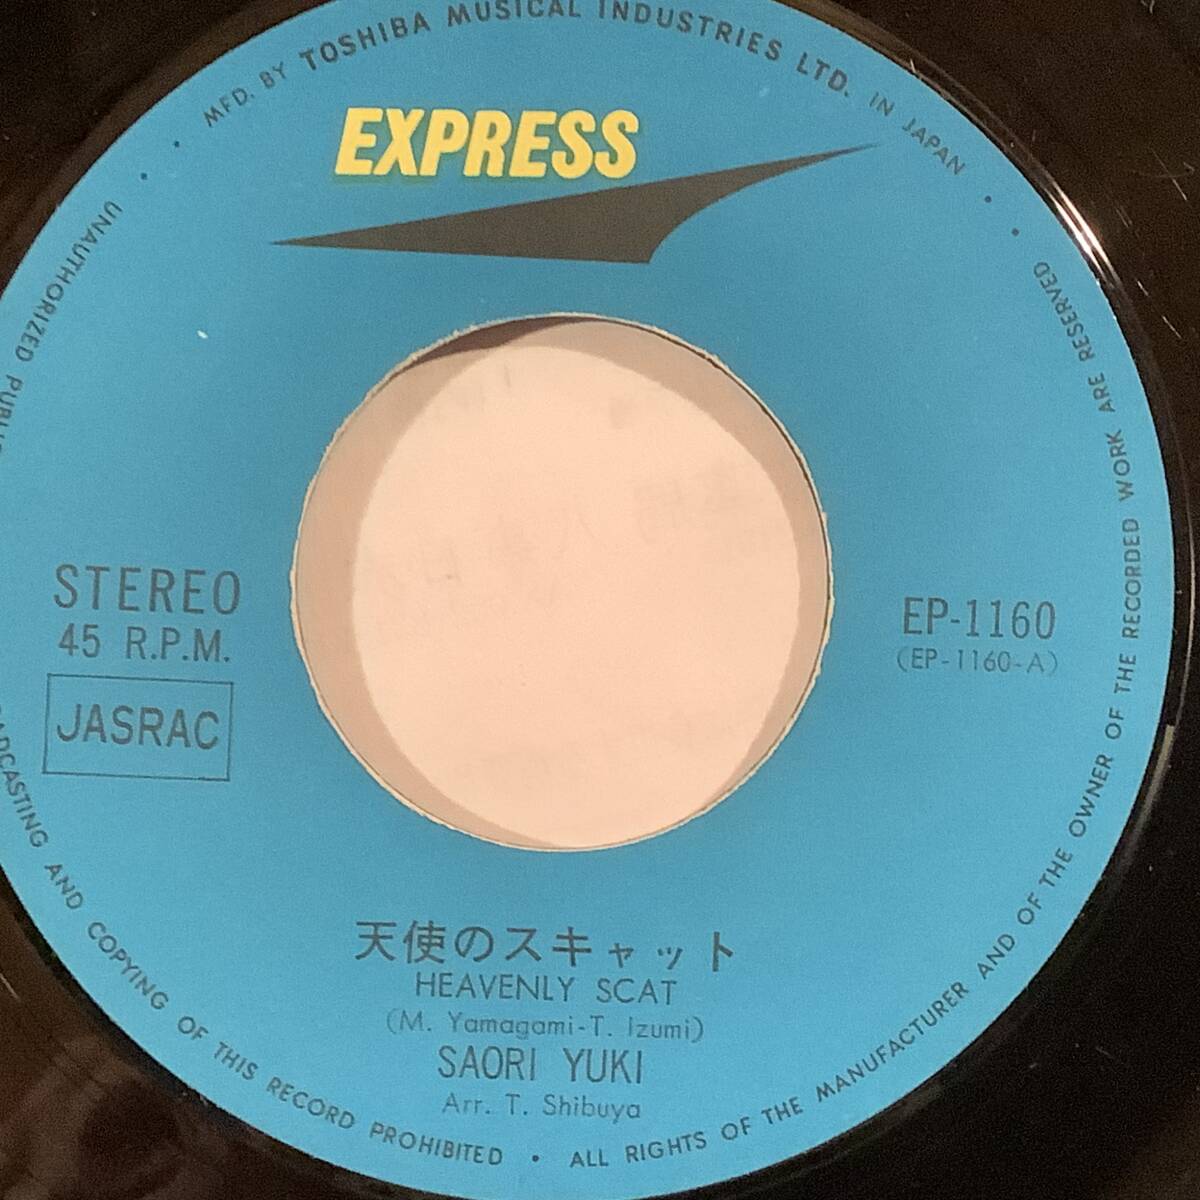 MFD. BY TOSHIBA MUSICAL INDUSTRIES LTD. IN JAPAN
EXPRESS
STEREO
45 R.P.M.
JASRAC
EP-1160
(EP-1160-A)
天使のスキャット
HEAVENLY SCAT
(M. Yamagami-T. Izumi)
SAORI YUKI
Arr. T. Shibuya
ALL RIGHTS OF THE MANUFACTURER AND OF THE OWNER OF THE RECORDED WORK ARE RESERVED
UNAUTHORIZED
AND COPYING OF THIS RECORD PROHIBITED